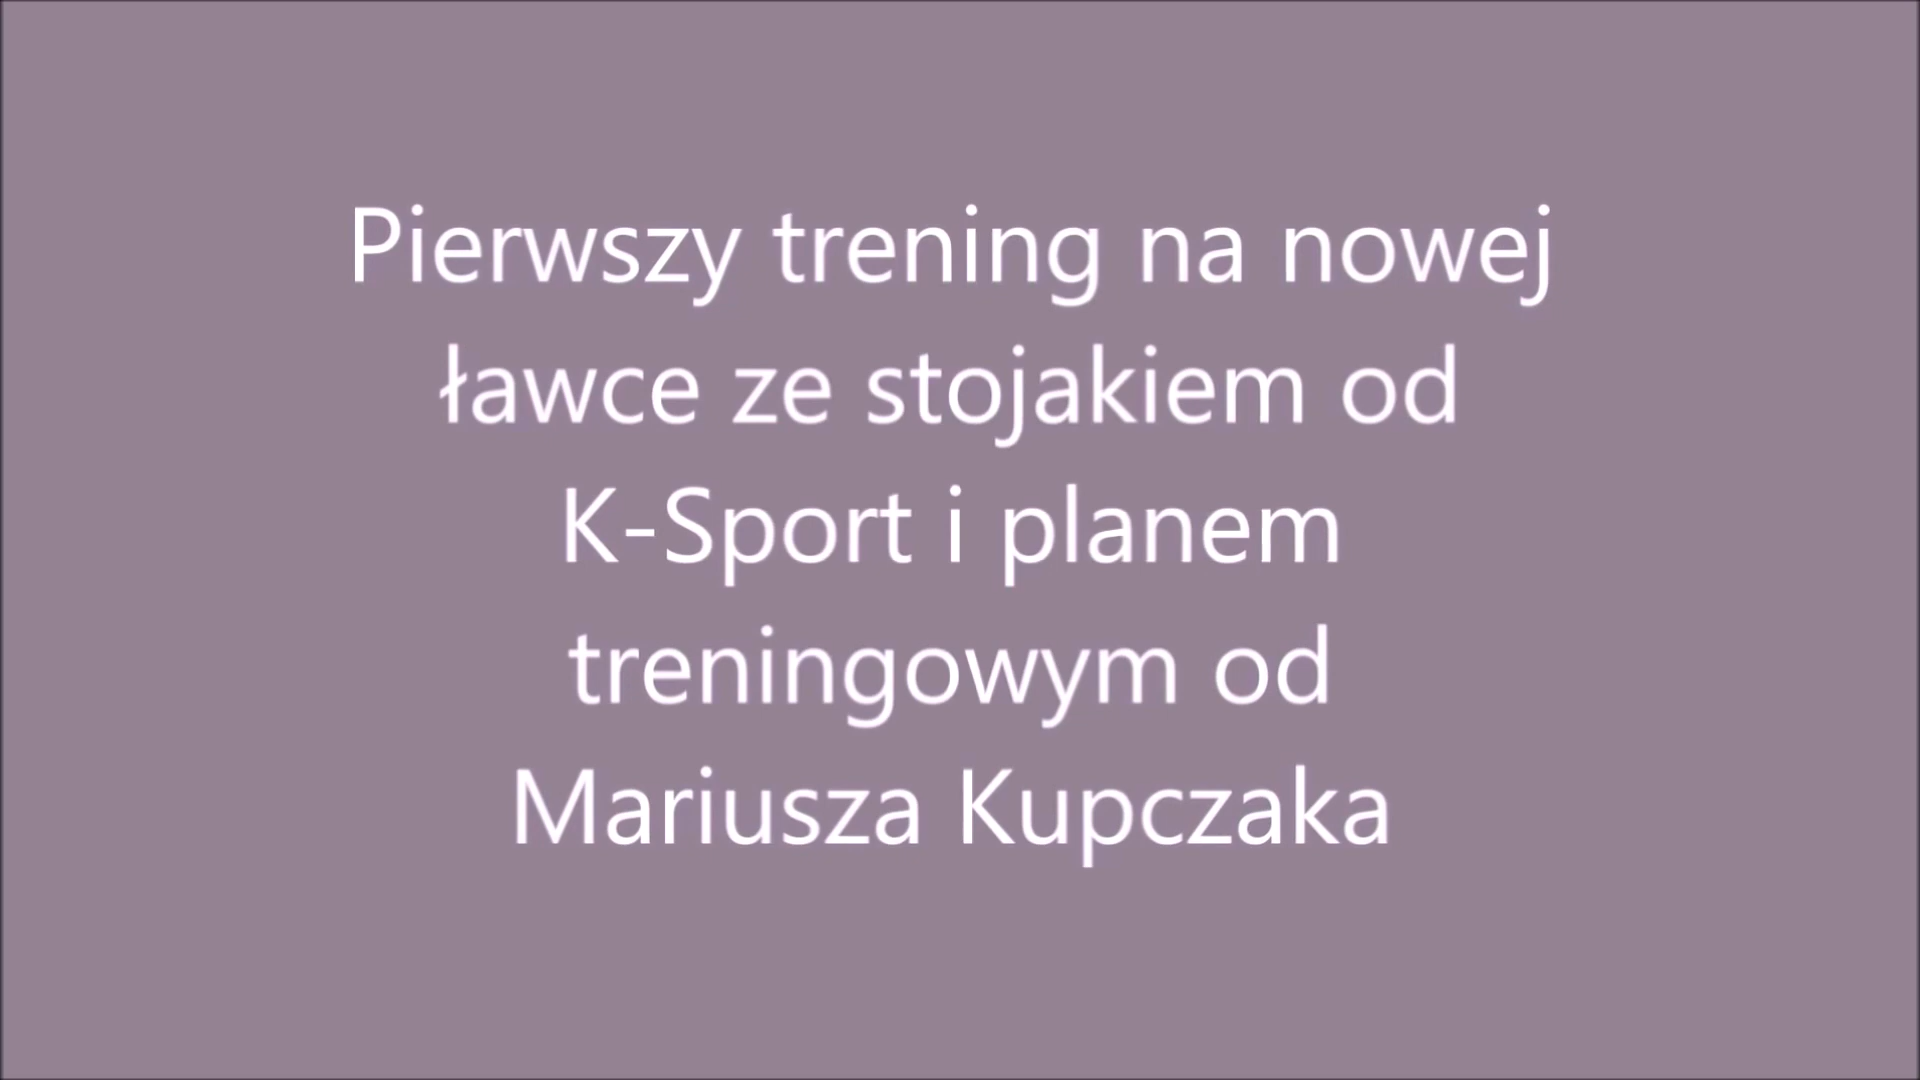 Pierwszy trening na nowej
ławce ze stojakiem od
K-Sport i planem
treningowym od
Mariusza Kupczaka